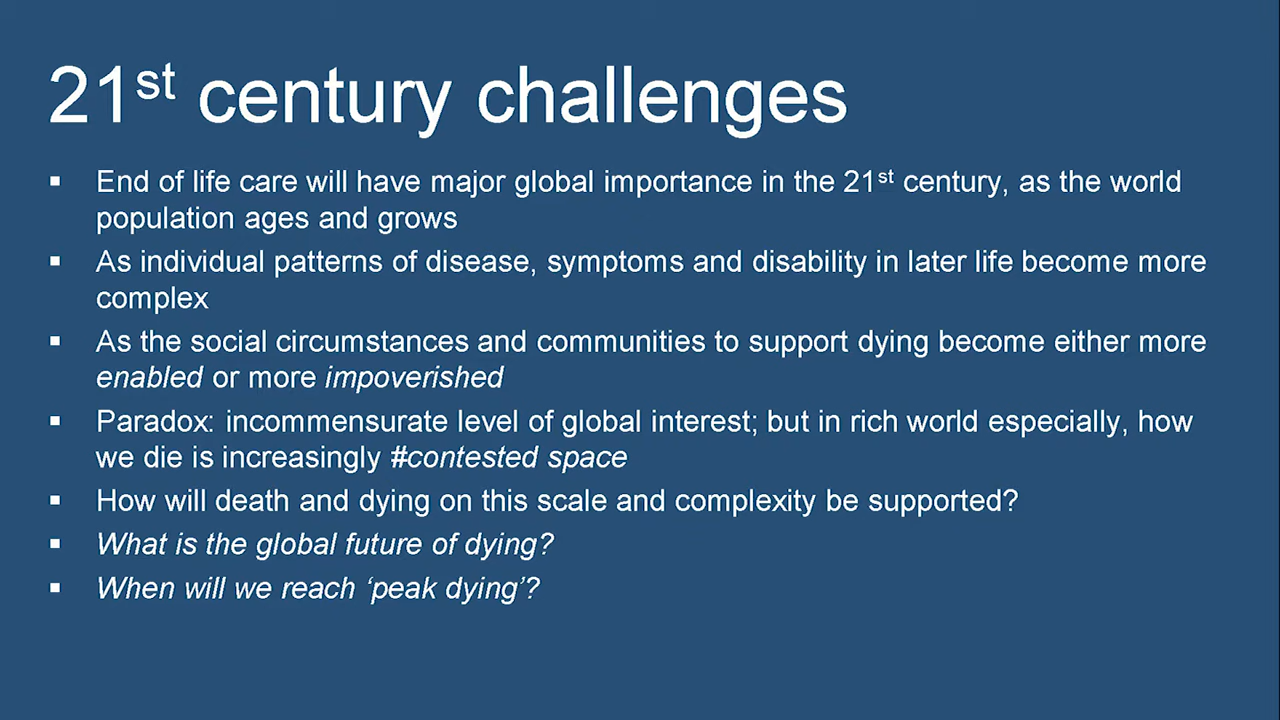 21st century challenges
▪ End of life care will have major global importance in the 21st century, as the world
population ages and grows
▪ As individual patterns of disease, symptoms and disability in later life become more
complex
▪ As the social circumstances and communities to support dying become either more
enabled or more impoverished
▪ Paradox: incommensurate level of global interest; but in rich world especially, how
we die is increasingly #contested space
▪ How will death and dying on this scale and complexity be supported?
▪ What is the global future of dying?
▪ When will we reach ‘peak dying’?